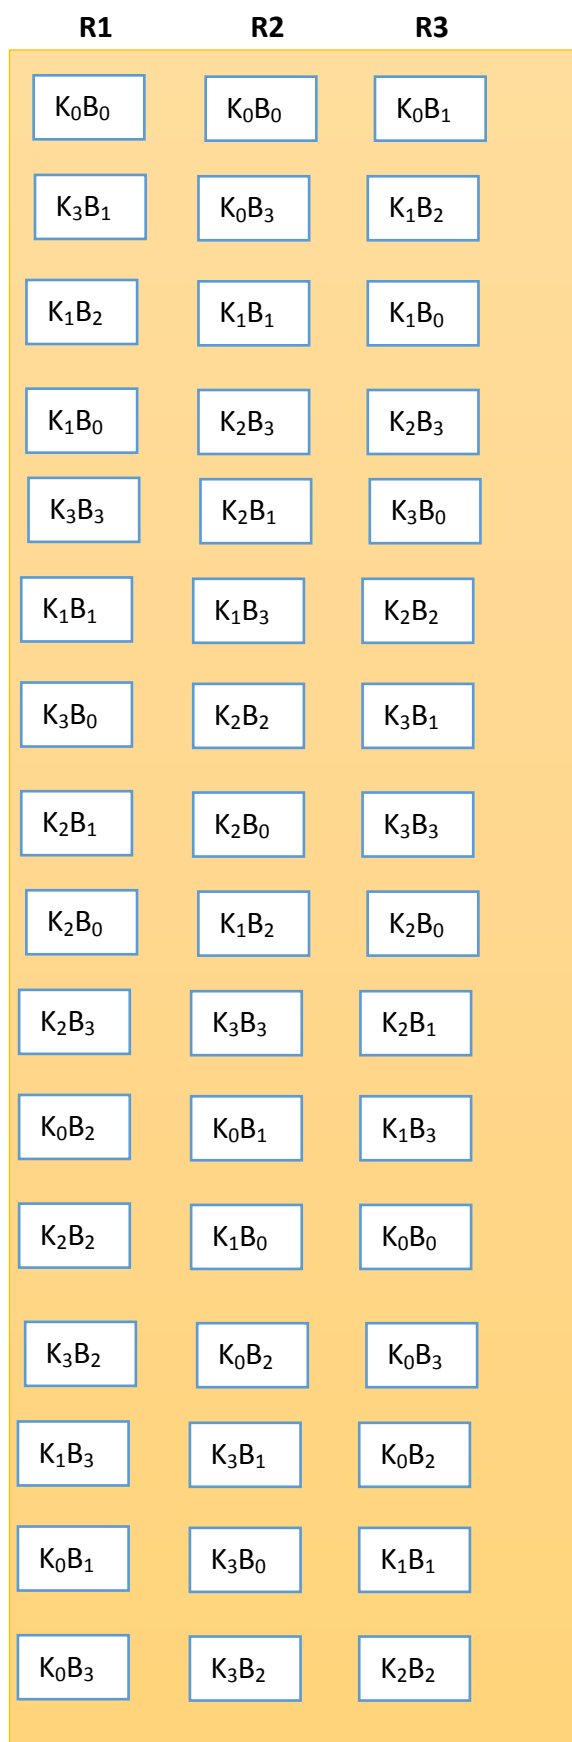 R1 R2 R3
K₀B₀ K₀B₀ K₀B₁
K₃B₁ K₀B₃ K₁B₂
K₁B₂ K₁B₁ K₁B₀
K₁B₀ K₂B₃ K₂B₃
K₃B₃ K₂B₁ K₃B₀
K₁B₁ K₁B₃ K₂B₂
K₃B₀ K₂B₂ K₃B₁
K₂B₁ K₂B₀ K₃B₃
K₂B₀ K₁B₂ K₂B₀
K₂B₃ K₃B₃ K₂B₁
K₀B₂ K₀B₁ K₁B₃
K₂B₂ K₁B₀ K₀B₀
K₃B₂ K₀B₂ K₀B₃
K₁B₃ K₃B₁ K₀B₂
K₀B₁ K₃B₀ K₁B₁
K₀B₃ K₃B₂ K₂B₂